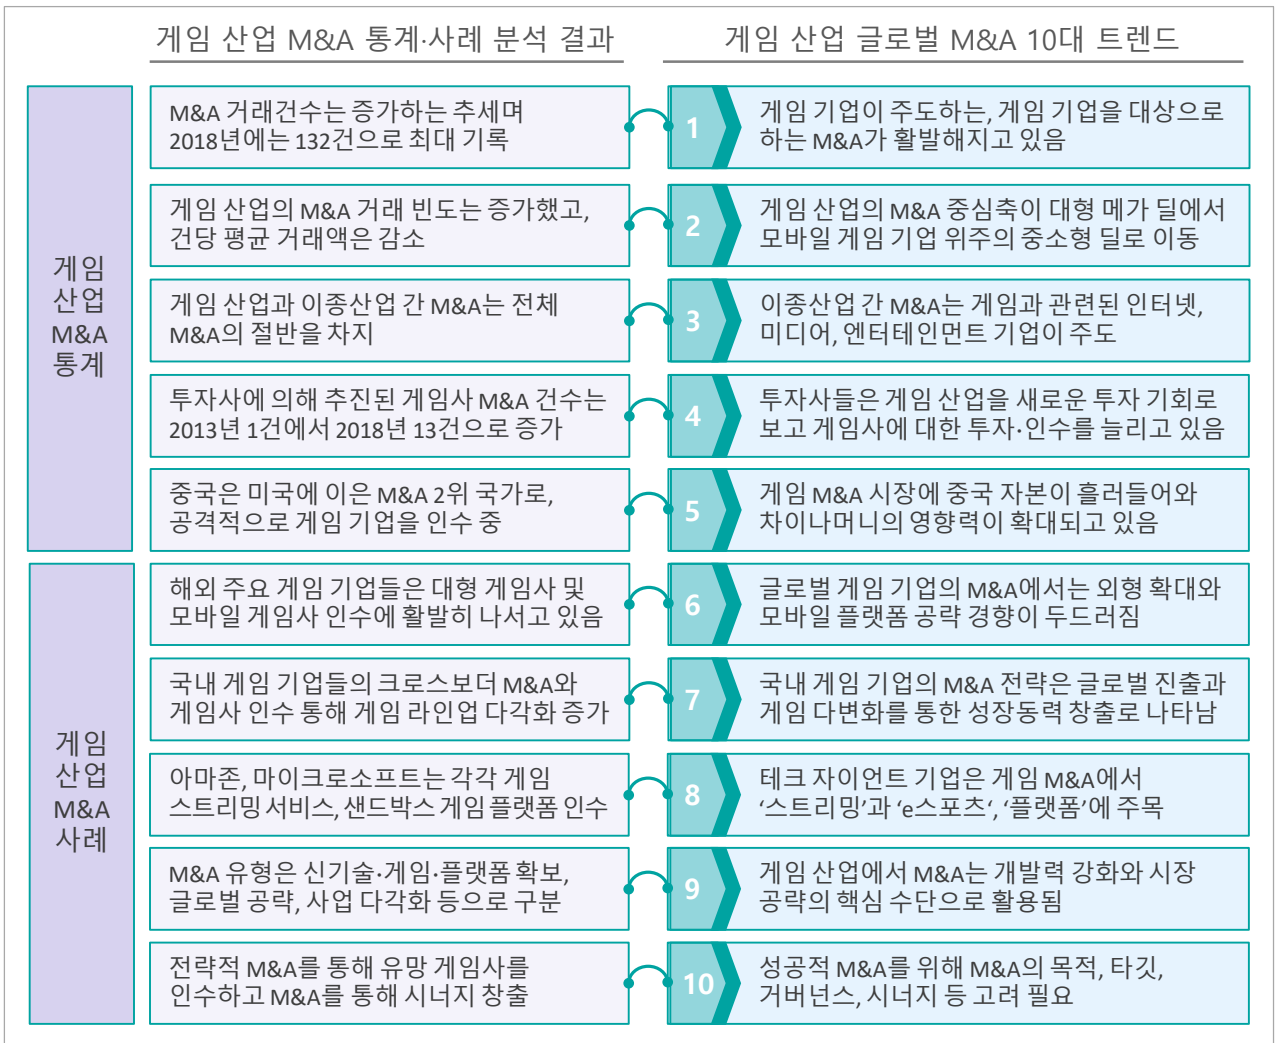 게임 산업 M&A 통계·사례 분석 결과
게임 산업 글로벌 M&A 10대 트렌드
게임
산업
M&A
통계
M&A 거래건수는 증가하는 추세며
2018년에는 132건으로 최대 기록
1
게임 기업이 주도하는, 게임 기업을 대상으로
하는 M&A가 활발해지고 있음
게임 산업의 M&A 거래 빈도는 증가했고,
건당 평균 거래액은 감소
2
게임 산업의 M&A 중심축이 대형 메가 딜에서
모바일 게임 기업 위주의 중소형 딜로 이동
게임 산업과 이종산업 간 M&A는 전체
M&A의 절반을 차지
3
이종산업 간 M&A는 게임과 관련된 인터넷,
미디어, 엔터테인먼트 기업이 주도
투자사에 의해 추진된 게임사 M&A 건수는
2013년 1건에서 2018년 13건으로 증가
4
투자사들은 게임 산업을 새로운 투자 기회로
보고 게임사에 대한 투자·인수를 늘리고 있음
중국은 미국에 이은 M&A 2위 국가로,
공격적으로 게임 기업을 인수 중
5
게임 M&A 시장에 중국 자본이 흘러들어와
차이나머니의 영향력이 확대되고 있음
게임
산업
M&A
사례
해외 주요 게임 기업들은 대형 게임사 및
모바일 게임사 인수에 활발히 나서고 있음
6
글로벌 게임 기업의 M&A에서는 외형 확대와
모바일 플랫폼 공략 경향이 두드러짐
국내 게임 기업들의 크로스보더 M&A와
게임사 인수 통해 게임 라인업 다각화 증가
7
국내 게임 기업의 M&A 전략은 글로벌 진출과
게임 다변화를 통한 성장동력 창출로 나타남
아마존, 마이크로소프트는 각각 게임
스트리밍 서비스, 샌드박스 게임 플랫폼 인수
8
테크 자이언트 기업은 게임 M&A에서
‘스트리밍’과 ‘e스포츠‘, ‘플랫폼’에 주목
M&A 유형은 신기술·게임·플랫폼 확보,
글로벌 공략, 사업 다각화 등으로 구분
9
게임 산업에서 M&A는 개발력 강화와 시장
공략의 핵심 수단으로 활용됨
전략적 M&A를 통해 유망 게임사를
인수하고 M&A를 통해 시너지 창출
10
성공적 M&A를 위해 M&A의 목적, 타깃,
거버넌스, 시너지 등 고려 필요